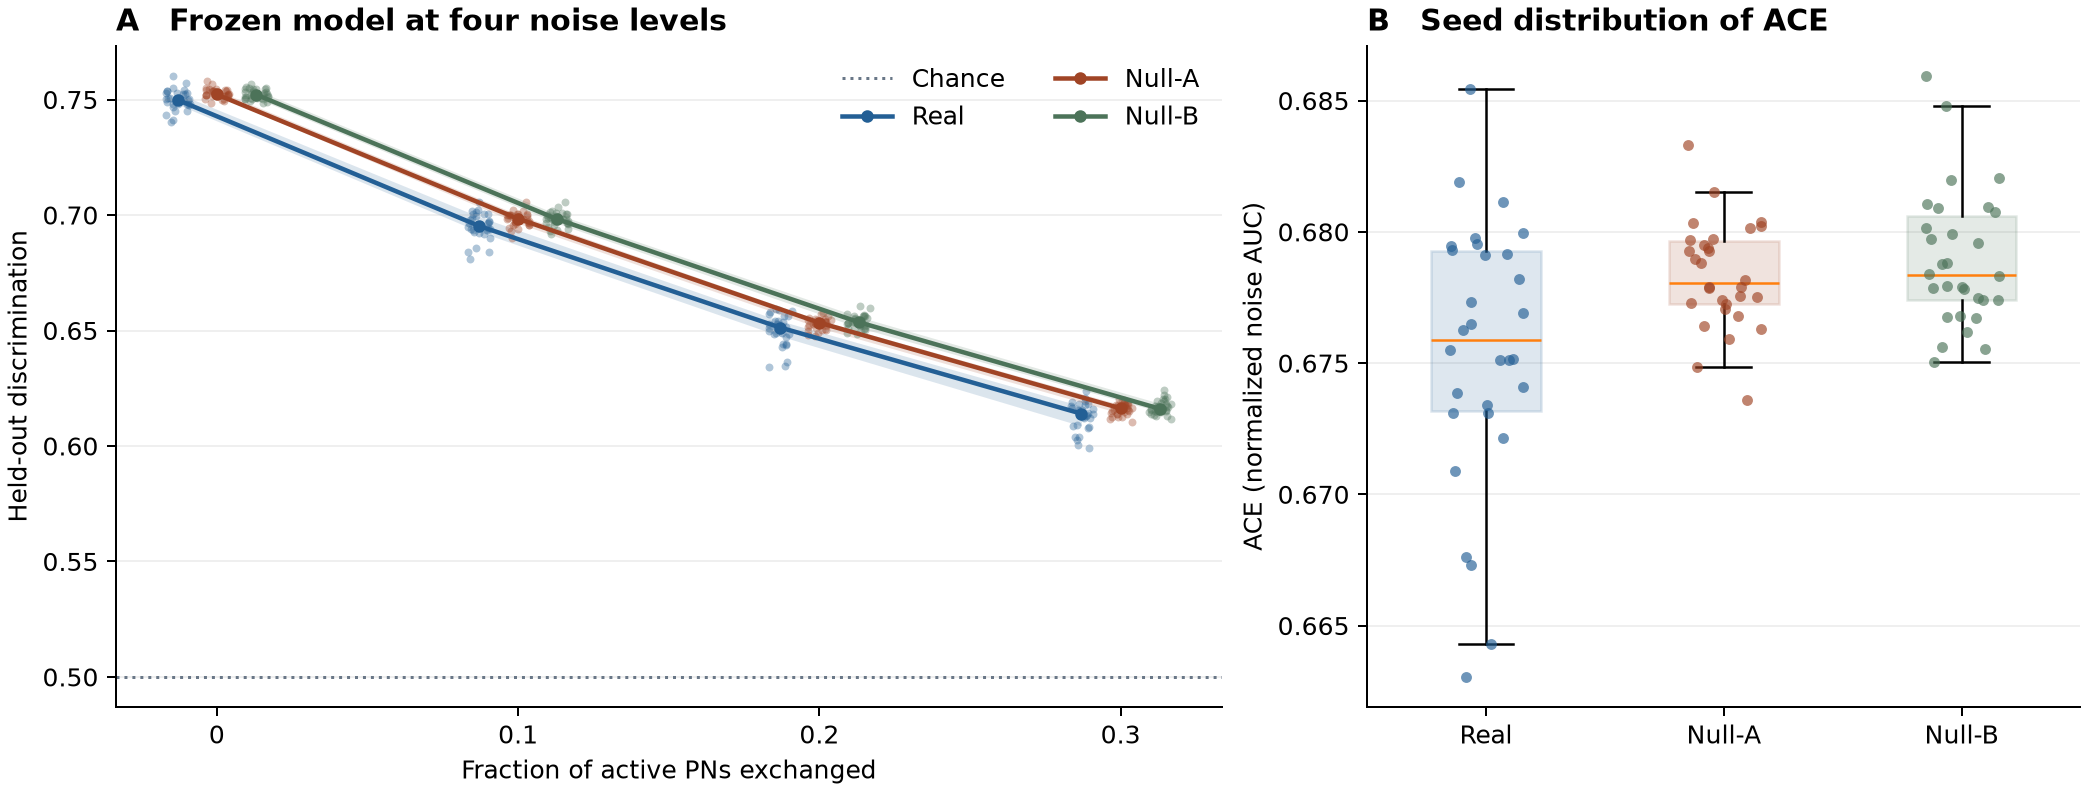 A Frozen model at four noise levels
Held-out discrimination
0.75
0.70
0.65
0.60
0.55
0.50
Chance
Real
Null-A
Null-B
0 0.1 0.2 0.3
Fraction of active PNs exchanged
B Seed distribution of ACE
ACE (normalized noise AUC)
0.685
0.680
0.675
0.670
0.665
Real Null-A Null-B